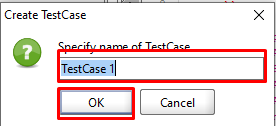 Create TestCase
Specify name of TestCase
TestCase 1
OK
Cancel